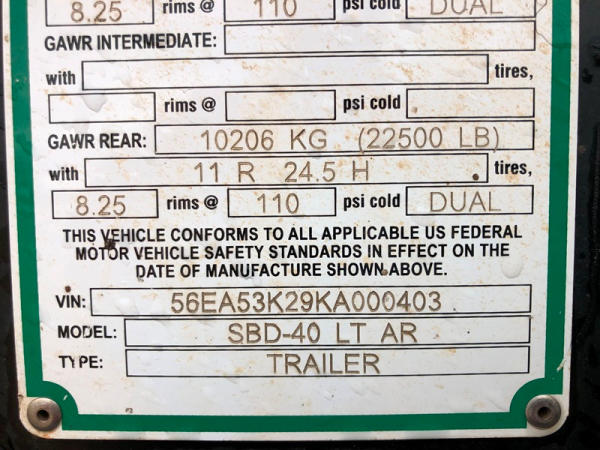 8.25 rims @ 110 psi cold DUAL
GAWR INTERMEDIATE:
with tires,
rims @ psi cold
GAWR REAR: 10206 KG (22500 LB)
with 11 R 24.5 H tires,
8.25 rims @ 110 psi cold DUAL
THIS VEHICLE CONFORMS TO ALL APPLICABLE US FEDERAL
MOTOR VEHICLE SAFETY STANDARDS IN EFFECT ON THE
DATE OF MANUFACTURE SHOWN ABOVE.
VIN: 56EA53K29KA000403
MODEL: SBD-40 LT AR
TYPE: TRAILER